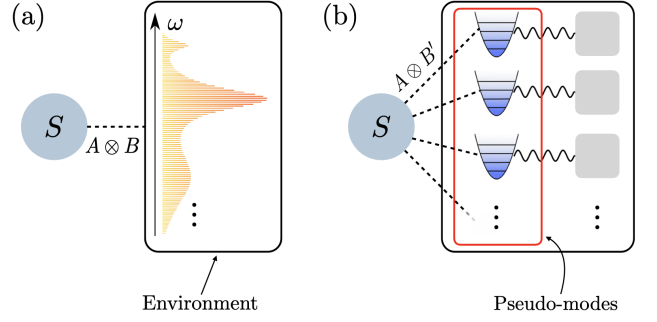 (a)
ω
S
A ⊗ B
⋮
Environment
(b)
A ⊗ B′
S
⋮
⋮
Pseudo-modes